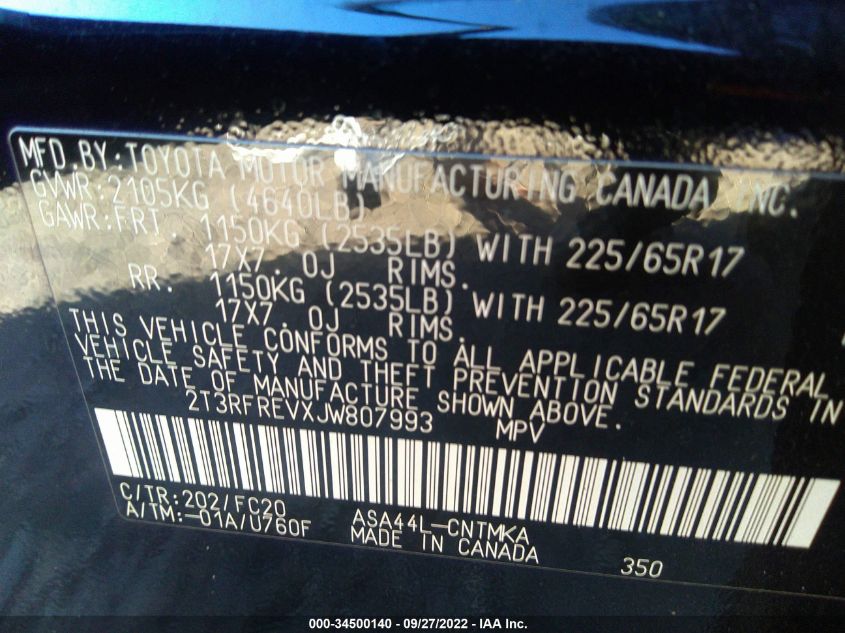 MFD BY:TOYOTA MOTOR MANUFACTURING CANADA INC.
GVWR:2105KG (4640LB)
GAWR:FRT. 1150KG (2535LB) WITH 225/65R17
17X7.0J RIMS.
RR. 1150KG (2535LB) WITH 225/65R17
17X7.0J RIMS.
THIS VEHICLE CONFORMS TO ALL APPLICABLE FEDERAL
VEHICLE SAFETY AND THEFT PREVENTION STANDARDS IN
THE DATE OF MANUFACTURE SHOWN ABOVE.
2T3RFREVXJW807993 MPV
C/TR:202/FC20 ASA44L-CNTMKA
A/TM:-01A/U760F MADE IN CANADA 350
000-34500140 - 09/27/2022 - IAA Inc.